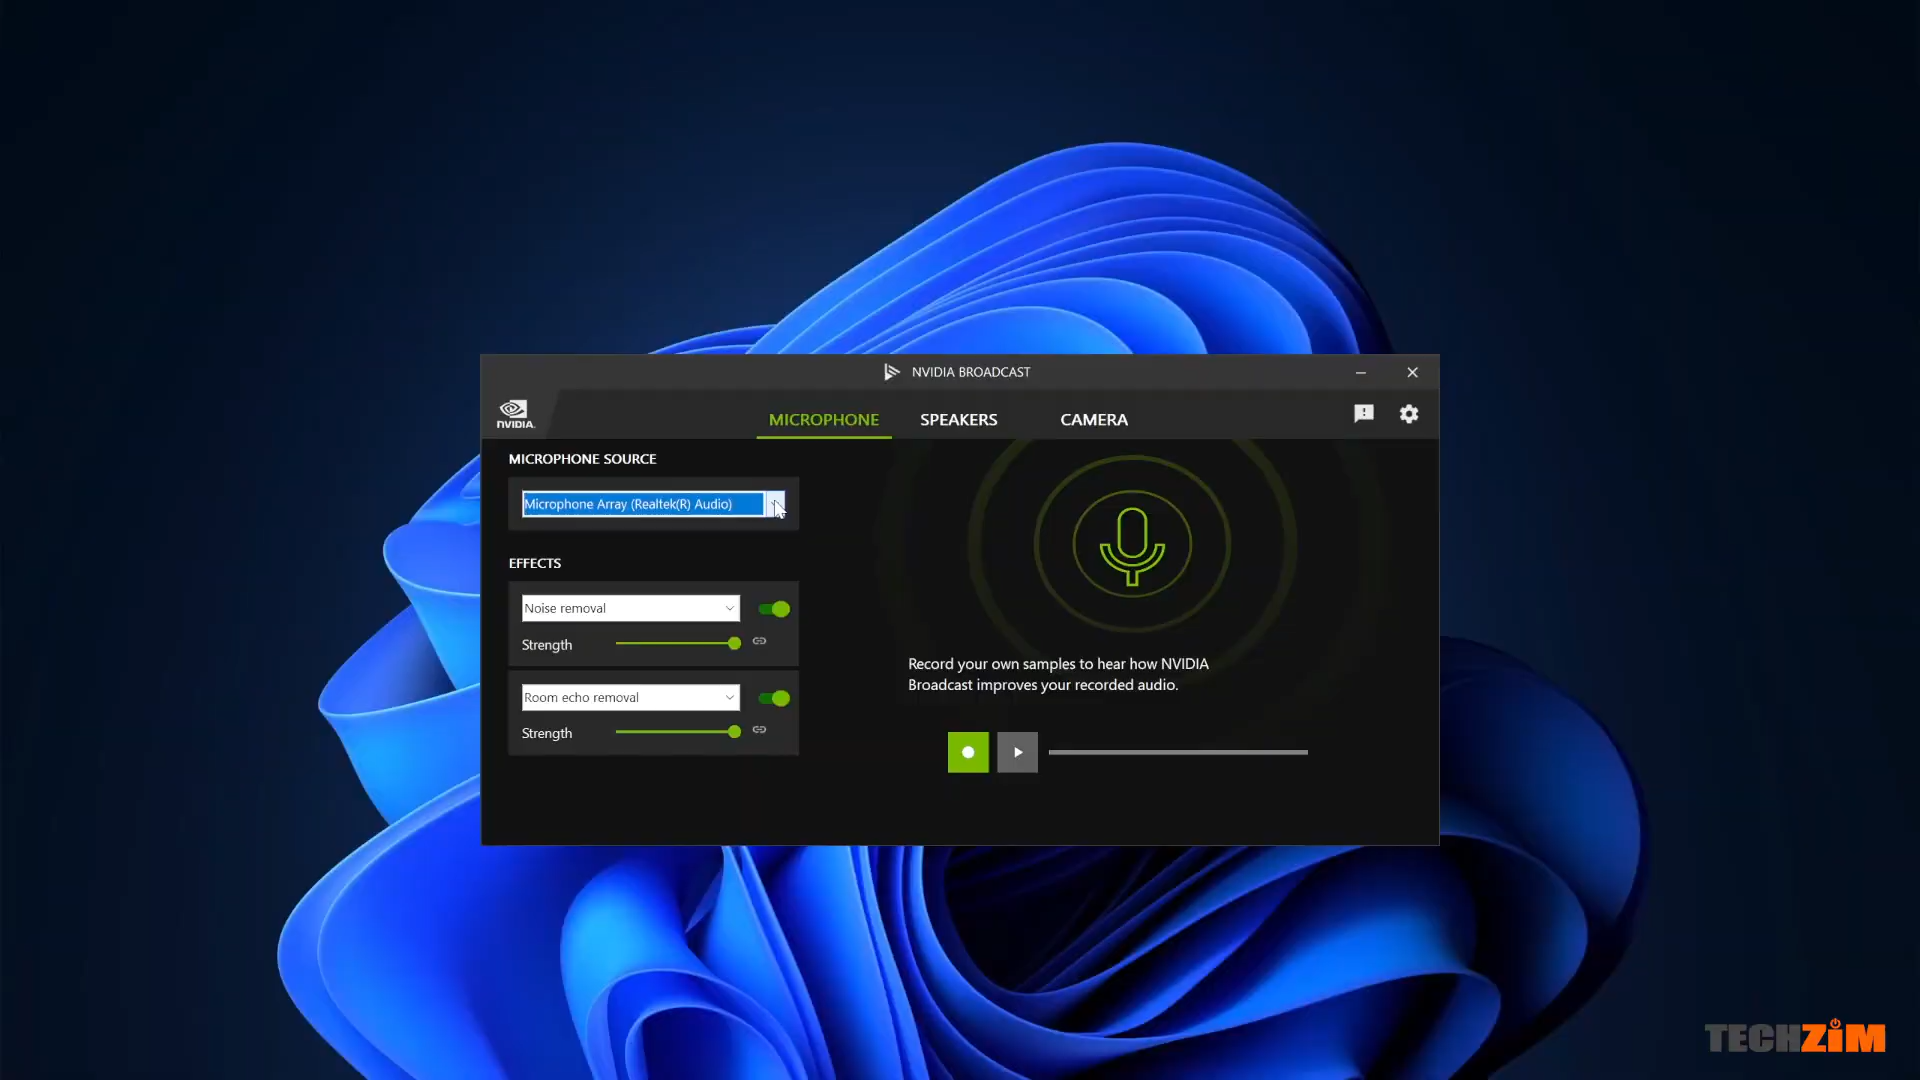 NVIDIA BROADCAST
NVIDIA.
MICROPHONE
SPEAKERS
CAMERA
MICROPHONE SOURCE
Microphone Array (Realtek(R) Audio)
EFFECTS
Noise removal
Strength
Room echo removal
Strength
Record your own samples to hear how NVIDIA
Broadcast improves your recorded audio.
TECHZiM